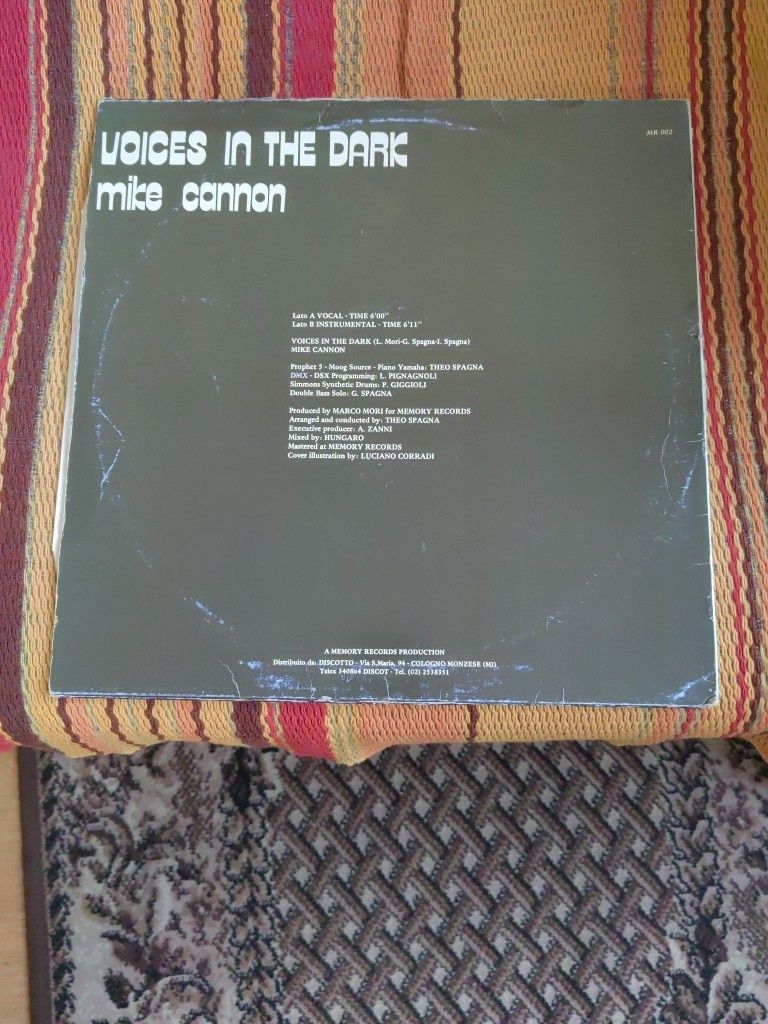 VOICES IN THE DARK
mike cannon
MR 002
Lato A VOCAL - TIME 6'00"
Lato B INSTRUMENTAL - TIME 6'11"
VOICES IN THE DARK (L. Mori-G. Spagna-I. Spagna)
MIKE CANNON
Prophet 5 - Moog Source - Piano Yamaha: THEO SPAGNA
DMX - DSX Programming: L. PIGNAGNOLI
Simmons Synthetic Drums: P. GIGGIOLI
Double Bass Solo: G. SPAGNA
Produced by MARCO MORI for MEMORY RECORDS
Arranged and conducted by: THEO SPAGNA
Executive producer: A. ZANNI
Mixed by: HUNGARO
Mastered at MEMORY RECORDS
Cover illustration by: LUCIANO CORRADI
A MEMORY RECORDS PRODUCTION
Distribuito da: DISCOTTO - Via S.Maria, 94 - COLOGNO MONZESE (MI)
Telex 340864 DISCOT - Tel. (02) 2538351